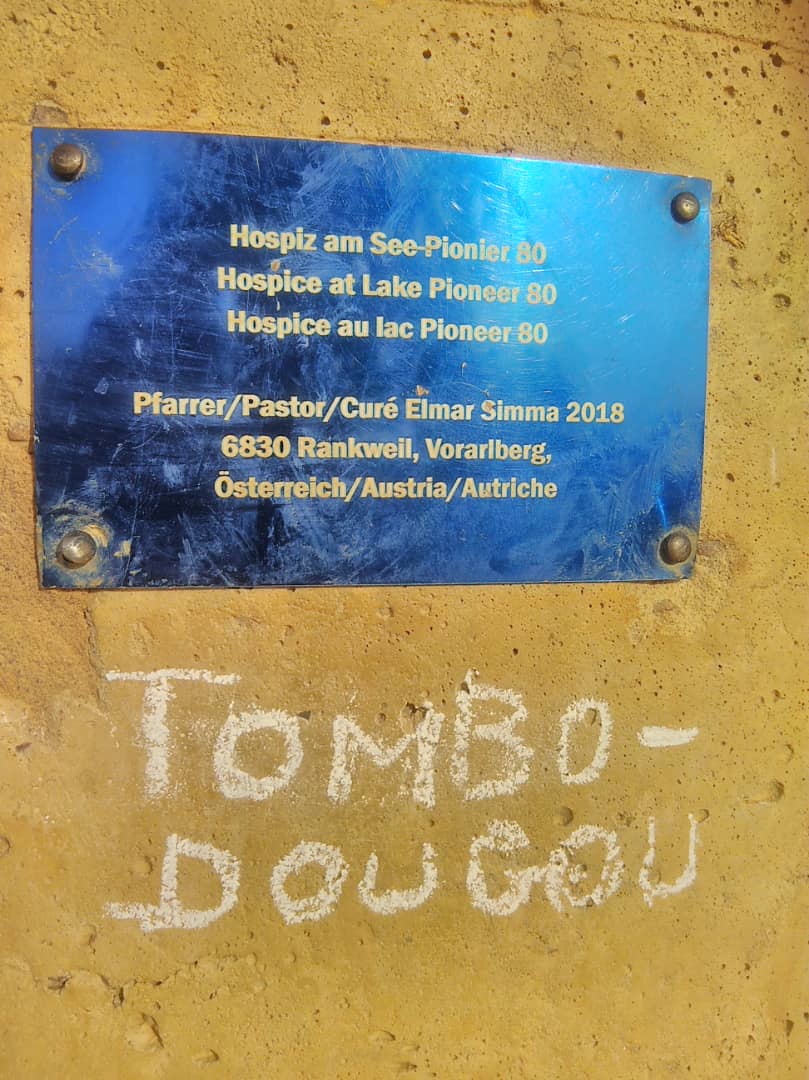 Hospiz am See-Pionier 80
Hospice at Lake Pioneer 80
Hospice au lac Pioneer 80
Pfarrer/Pastor/Curé Elmar Simma 2018
6830 Rankweil, Vorarlberg,
Österreich/Austria/Autriche
TOMBO-
DOUGOU